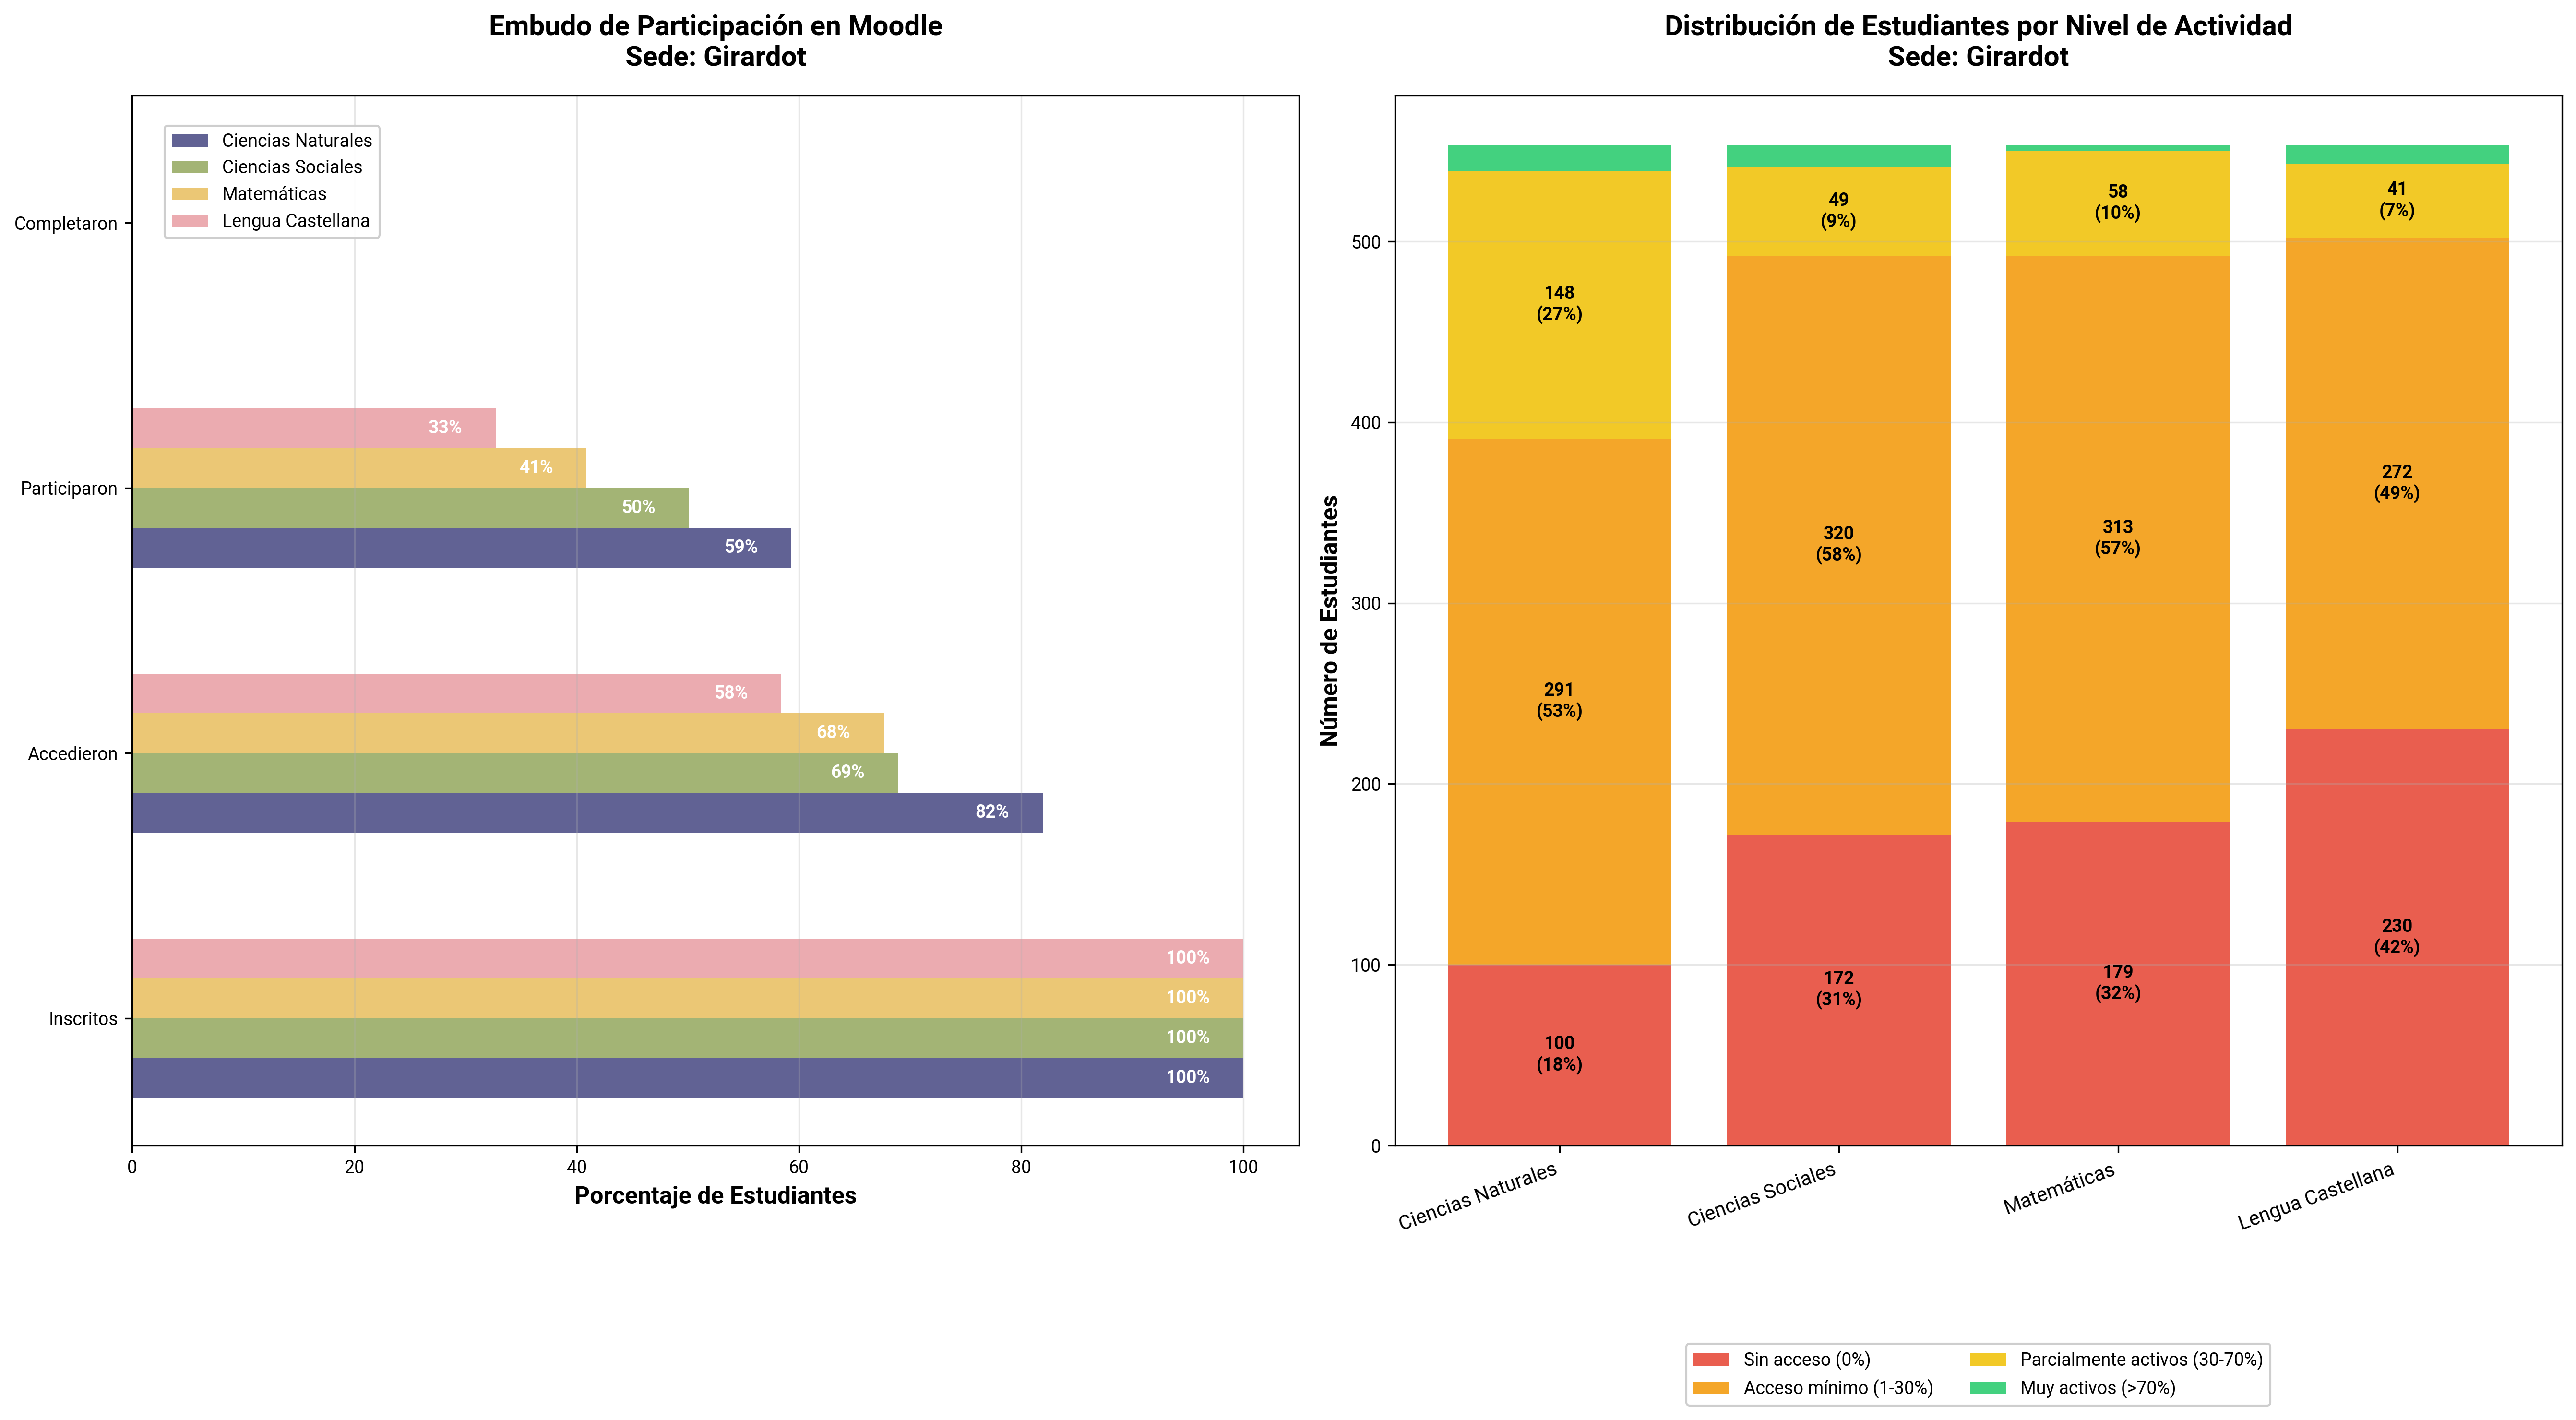 Embudo de Participación en Moodle
Sede: Girardot
Ciencias Naturales
Ciencias Sociales
Matemáticas
Lengua Castellana
Completaron
33%
41%
Participaron
50%
59%
58%
68%
Accedieron
69%
82%
100%
100%
Inscritos
100%
100%
0 20 40 60 80 100
Porcentaje de Estudiantes
Distribución de Estudiantes por Nivel de Actividad
Sede: Girardot
Número de Estudiantes
500
400
300
200
100
0
148
(27%)
291
(53%)
100
(18%)
49
(9%)
320
(58%)
172
(31%)
58
(10%)
313
(57%)
179
(32%)
41
(7%)
272
(49%)
230
(42%)
Ciencias Naturales
Ciencias Sociales
Matemáticas
Lengua Castellana
Sin acceso (0%)
Acceso mínimo (1-30%)
Parcialmente activos (30-70%)
Muy activos (>70%)